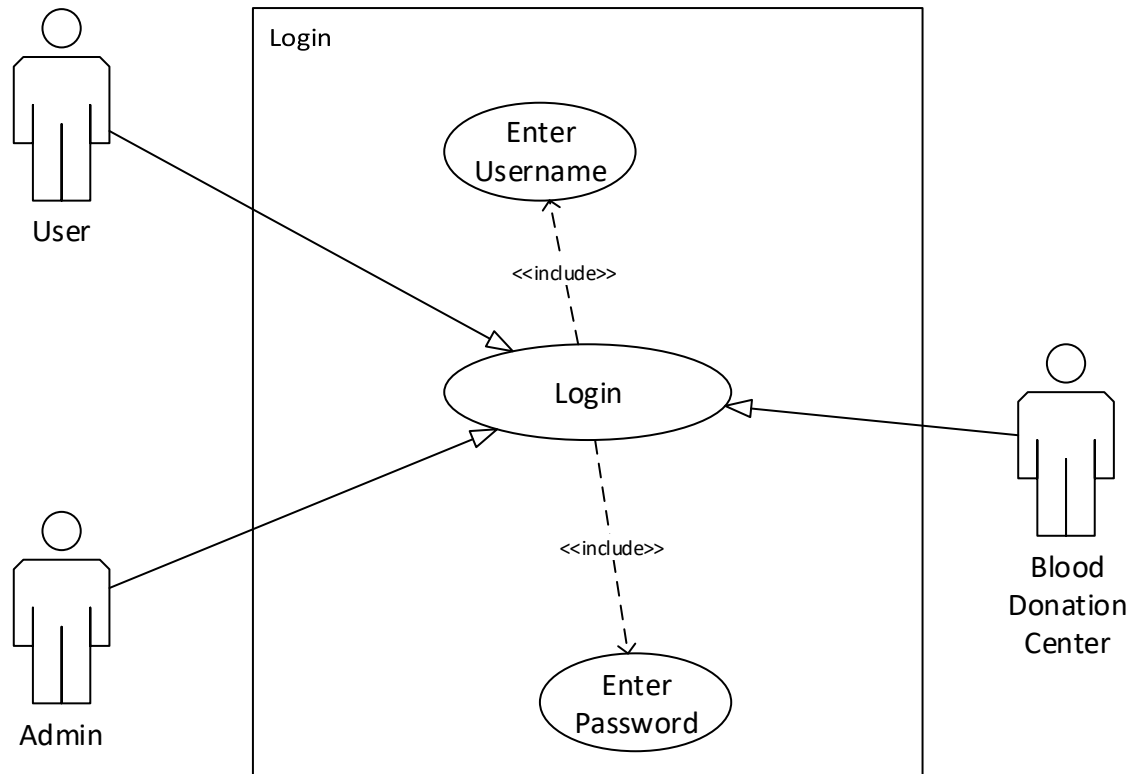 Login
Enter
Username
User
<<include>>
Login
<<include>>
Blood
Donation
Center
Enter
Password
Admin